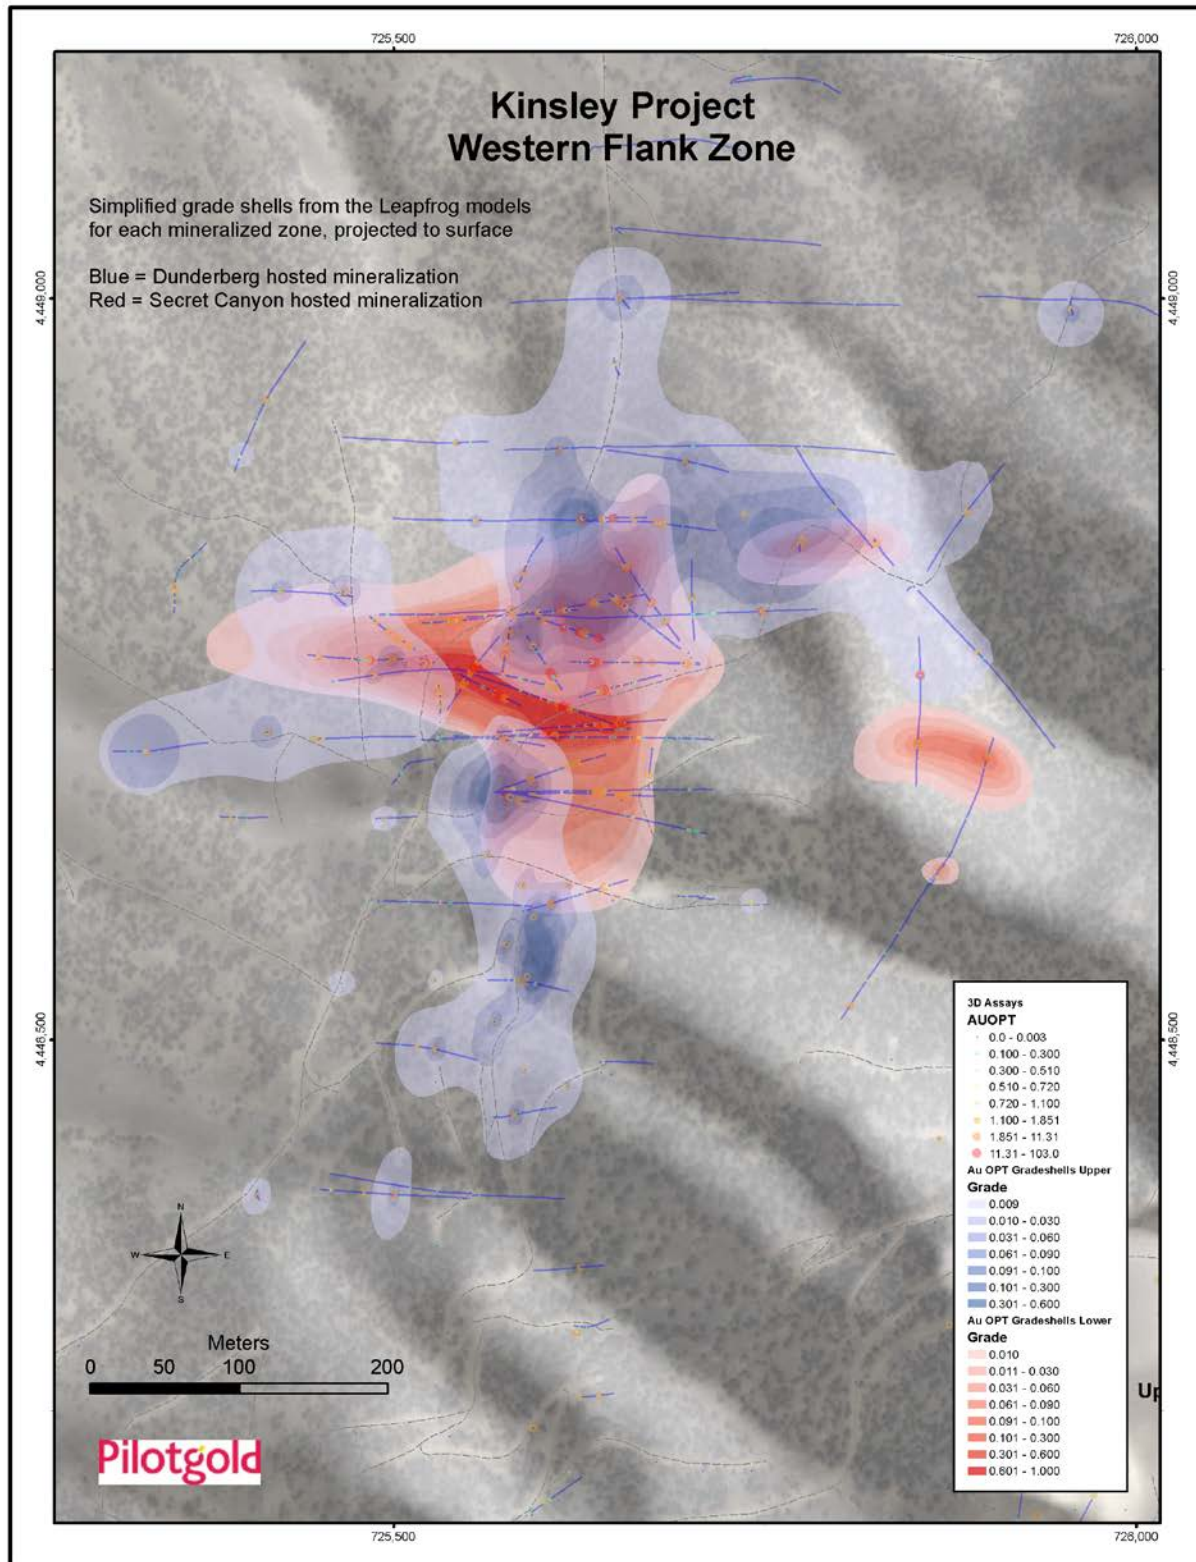 725,500
726,000
Kinsley Project
Western Flank Zone
Simplified grade shells from the Leapfrog models
for each mineralized zone, projected to surface
Blue = Dunderberg hosted mineralization
Red = Secret Canyon hosted mineralization
4,449,000
4,449,000
4,448,500
4,448,500
3D Assays
AUOPT
0.0 - 0.003
0.100 - 0.300
0.300 - 0.510
0.510 - 0.720
0.720 - 1.100
1.100 - 1.851
1.851 - 11.31
11.31 - 103.0
Au OPT Gradeshells Upper
Grade
0.009
0.010 - 0.030
0.031 - 0.060
0.061 - 0.090
0.091 - 0.100
0.101 - 0.300
0.301 - 0.600
Au OPT Gradeshells Lower
Grade
0.010
0.011 - 0.030
0.031 - 0.060
0.061 - 0.090
0.091 - 0.100
0.101 - 0.300
0.301 - 0.600
0.601 - 1.000
N
W
E
S
Meters
0 50 100 200
Up
Pilotgold
725,500
726,000